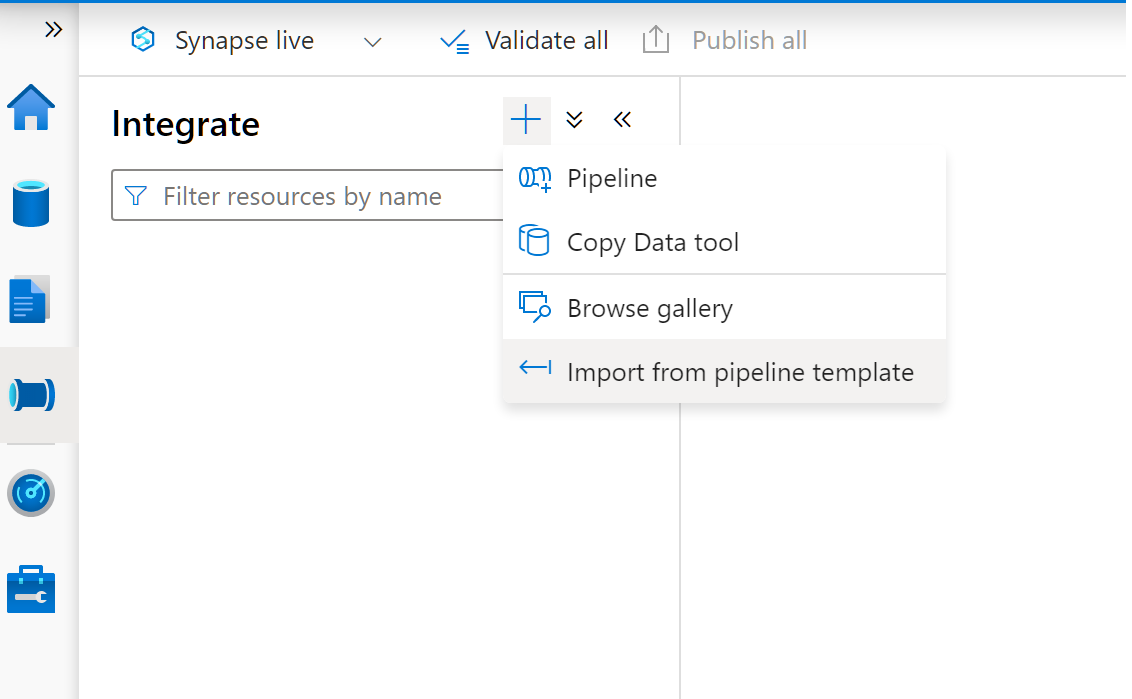 Synapse live
Validate all
Publish all
Integrate
Filter resources by name
Pipeline
Copy Data tool
Browse gallery
Import from pipeline template